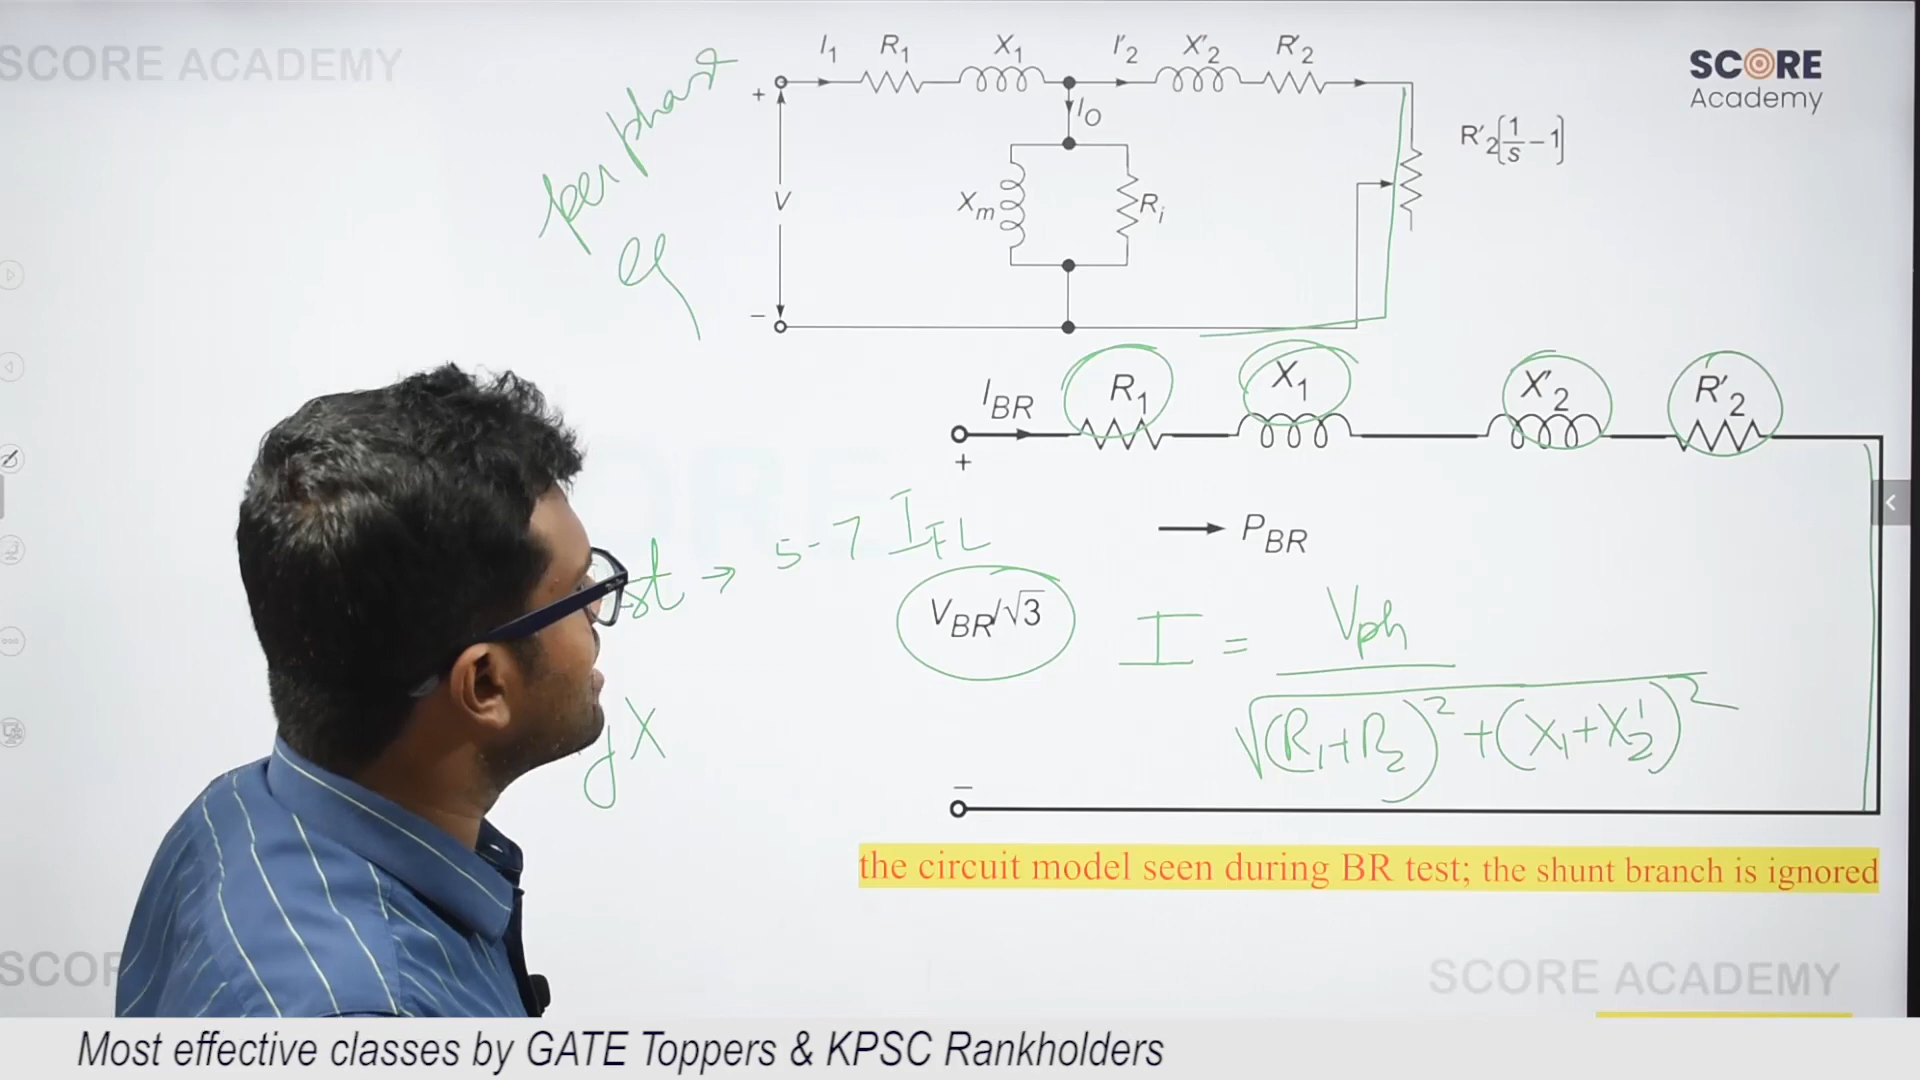 SCORE ACADEMY
per phase
eq
I1 R1 X1 I'2 X'2 R'2
+
I0
V
Xm
Ri
R'2[1/s − 1]
−
SCORE
Academy
IBR R1 X1 X'2 R'2
+
st → 5-7 IFL
PBR
VBR/√3
I = Vph / √(R1+R2)² + (X1+X2')²
jX
−
the circuit model seen during BR test; the shunt branch is ignored
SCORE ACADEMY
Most effective classes by GATE Toppers & KPSC Rankholders